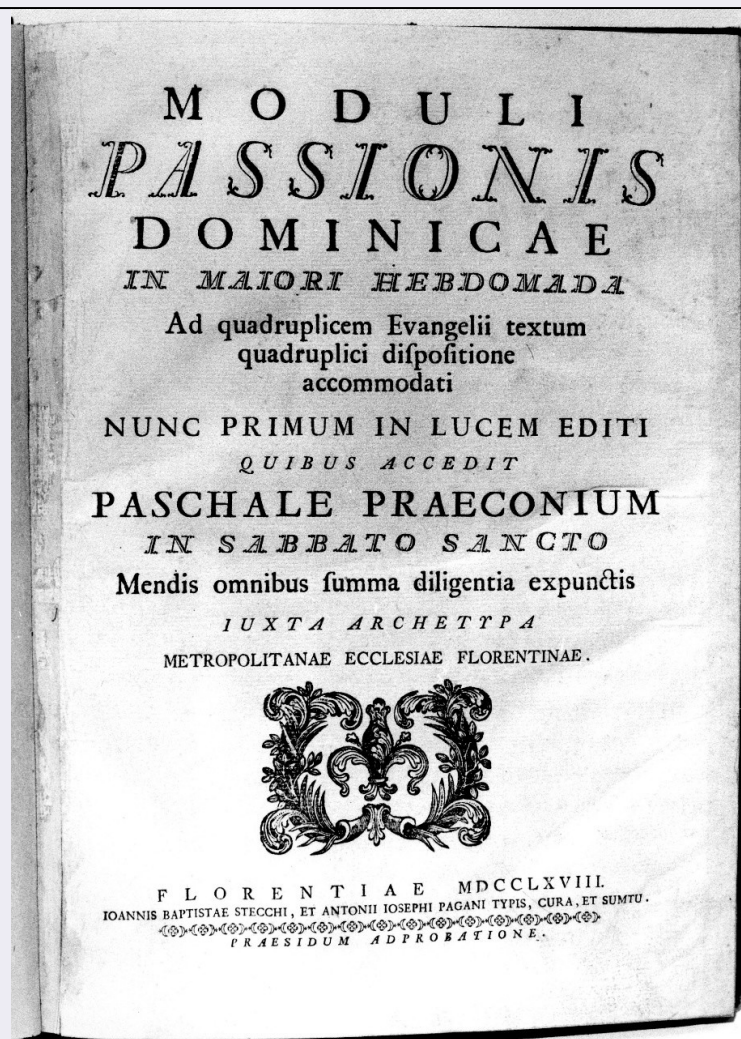 MODULI
PASSIONIS
DOMINICAE
IN MAIORI HEBDOMADA
Ad quadruplicem Evangelii textum
quadruplici diſpoſitione
accommodati
NUNC PRIMUM IN LUCEM EDITI
QUIBUS ACCEDIT
PASCHALE PRAECONIUM
IN SABBATO SANCTO
Mendis omnibus ſumma diligentia expunctis
IUXTA ARCHETYPA
METROPOLITANAE ECCLESIAE FLORENTINAE.
FLORENTIAE MDCCLXVIII.
IOANNIS BAPTISTAE STECCHI, ET ANTONII IOSEPHI PAGANI TYPIS, CURA, ET SUMTU.
PRAESIDUM ADPROBATIONE.